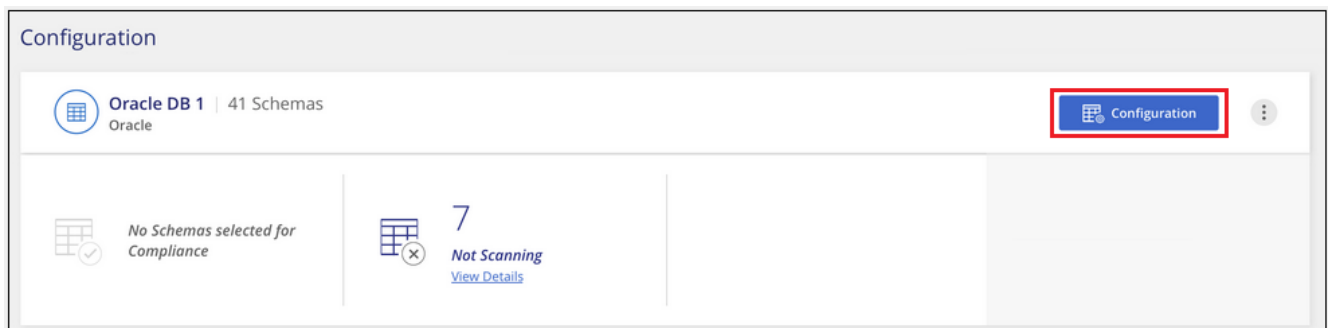 Configuration
Oracle DB 1 | 41 Schemas
Oracle
Configuration
No Schemas selected for
Compliance
7
Not Scanning
View Details